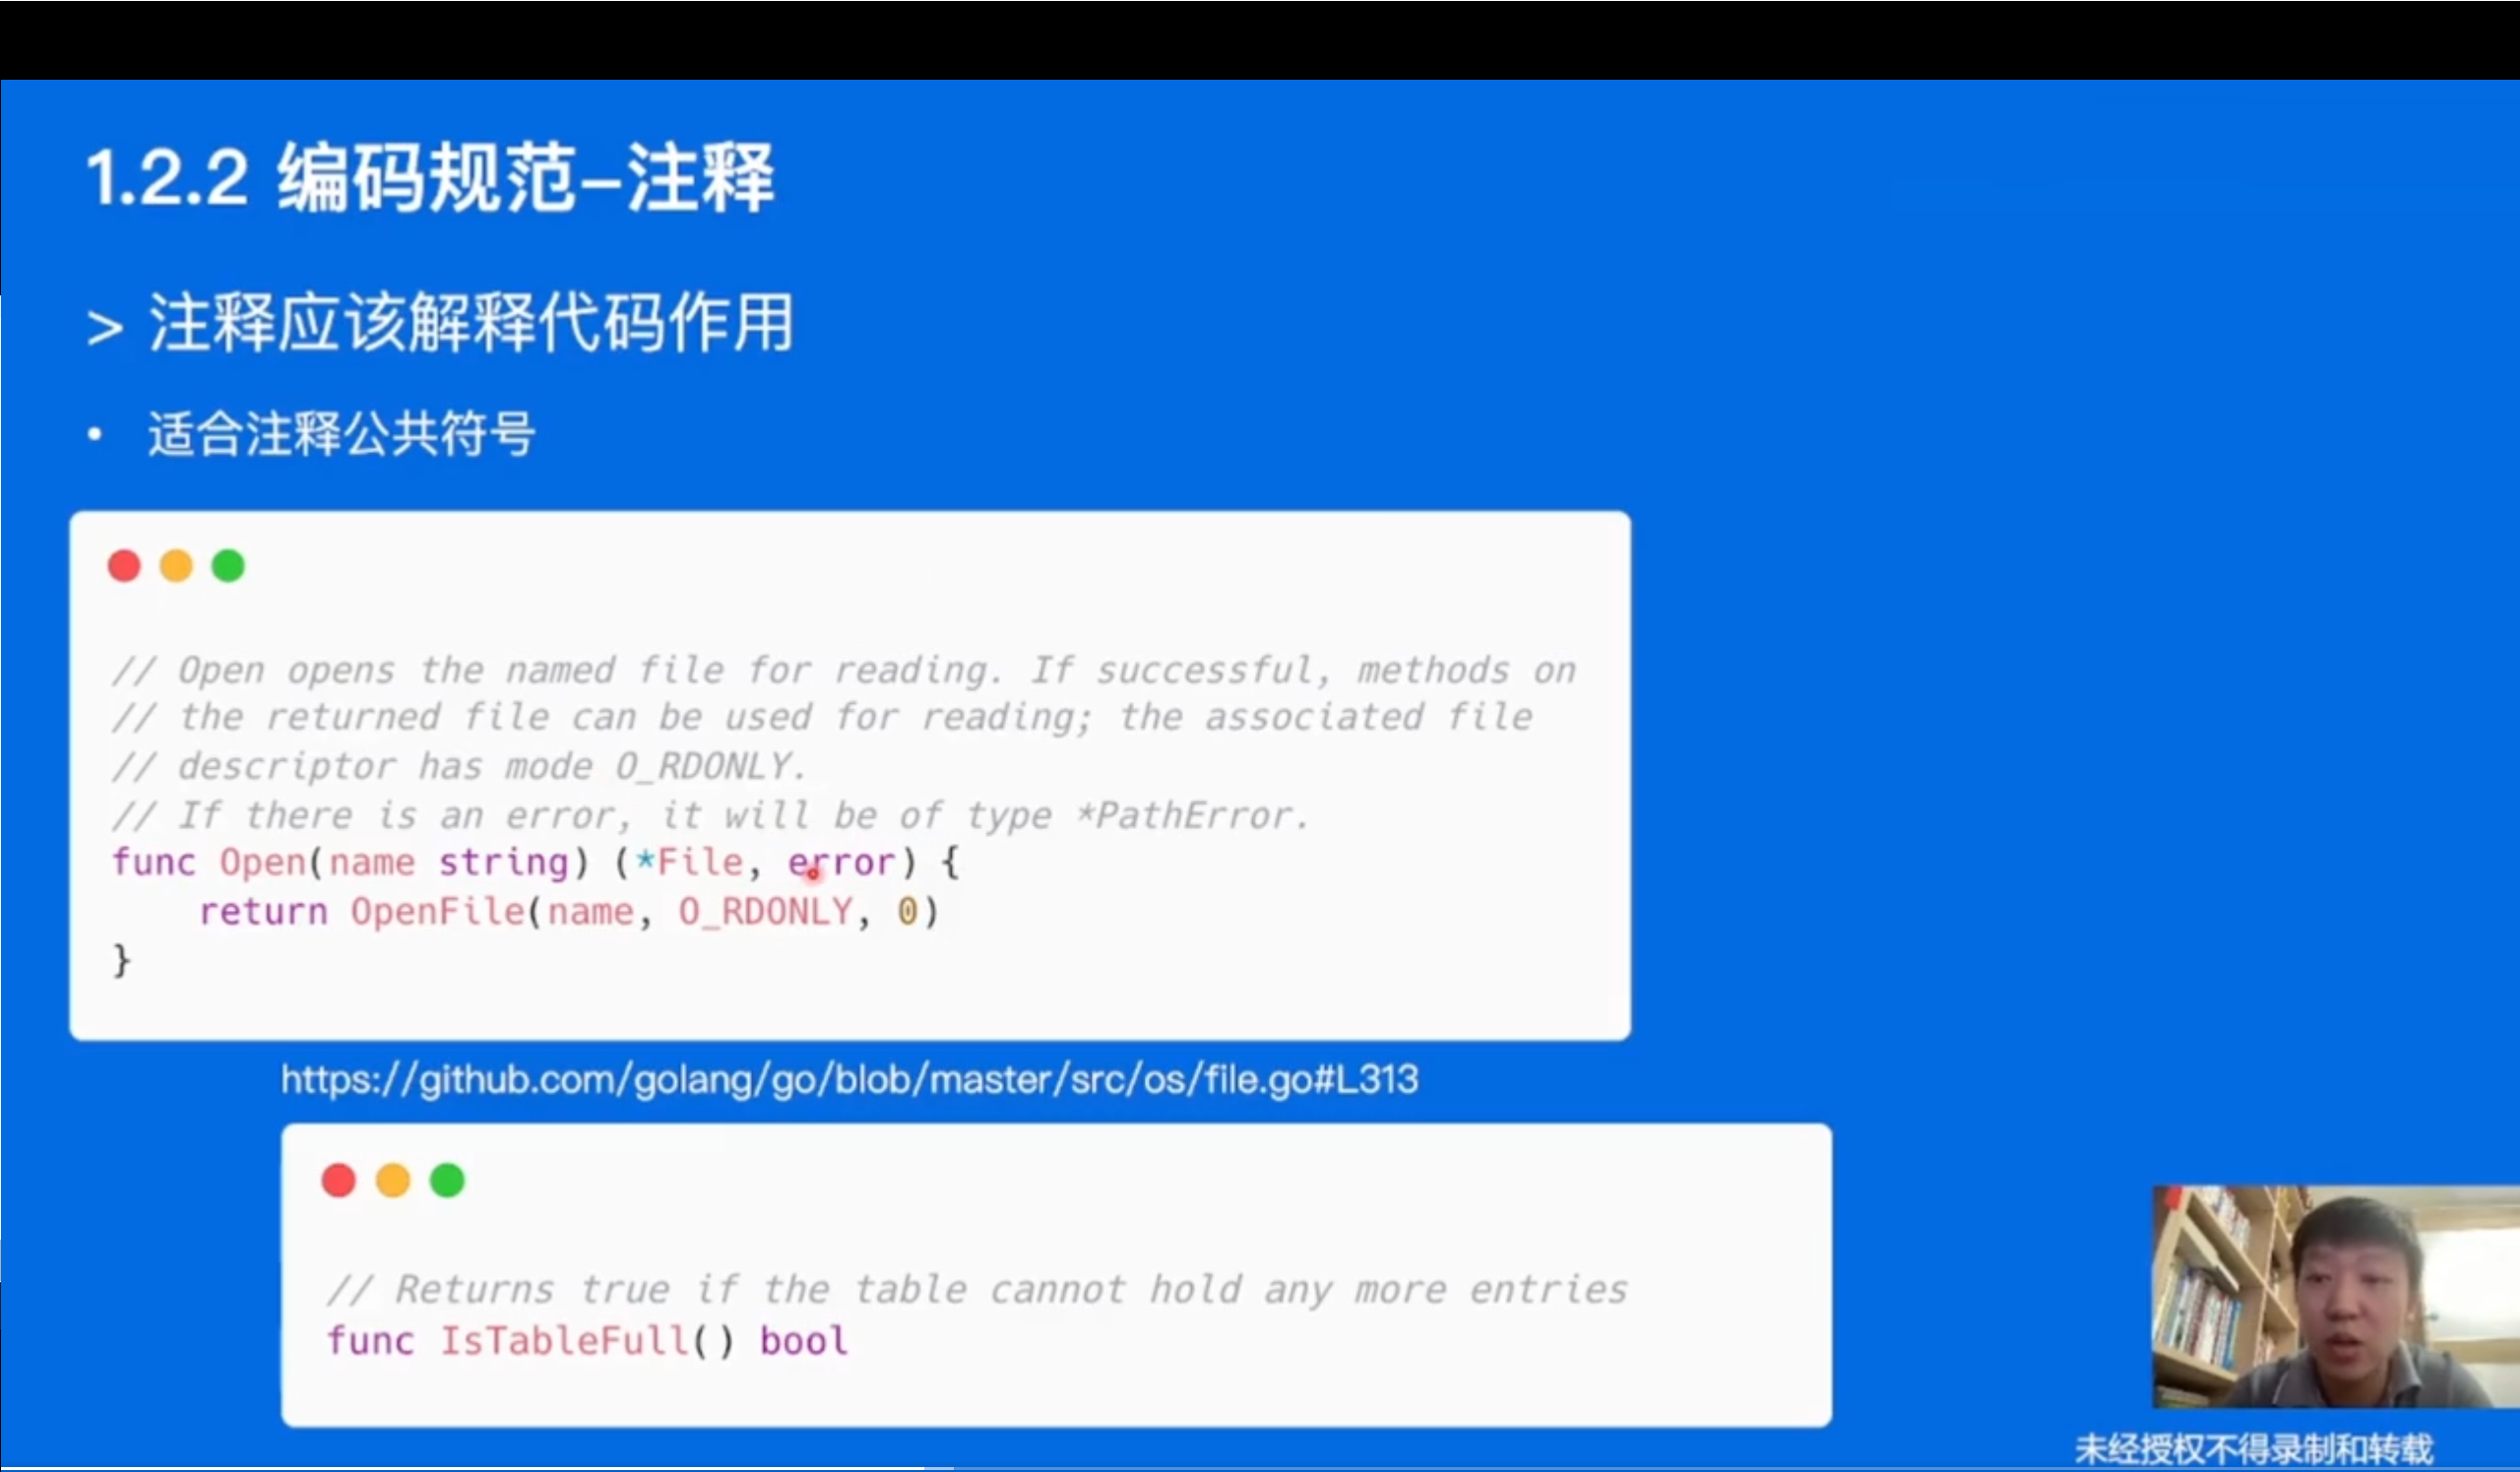 1.2.2 编码规范-注释
> 注释应该解释代码作用
• 适合注释公共符号
// Open opens the named file for reading. If successful, methods on
// the returned file can be used for reading; the associated file
// descriptor has mode O_RDONLY.
// If there is an error, it will be of type *PathError.
func Open(name string) (*File, error) {
    return OpenFile(name, O_RDONLY, 0)
}
https://github.com/golang/go/blob/master/src/os/file.go#L313
// Returns true if the table cannot hold any more entries
func IsTableFull() bool
未经授权不得录制和转载